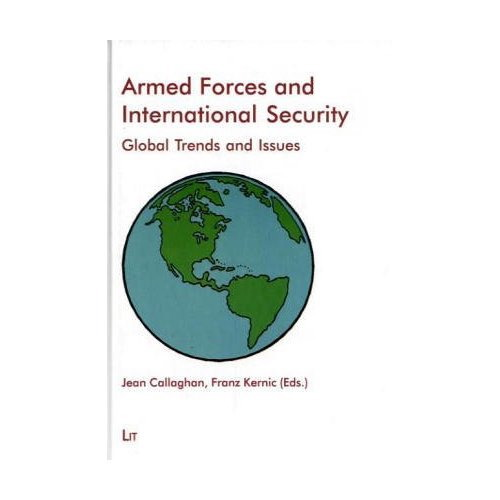 Armed Forces and
International Security
Global Trends and Issues
Jean Callaghan, Franz Kernic (Eds.)
LIT